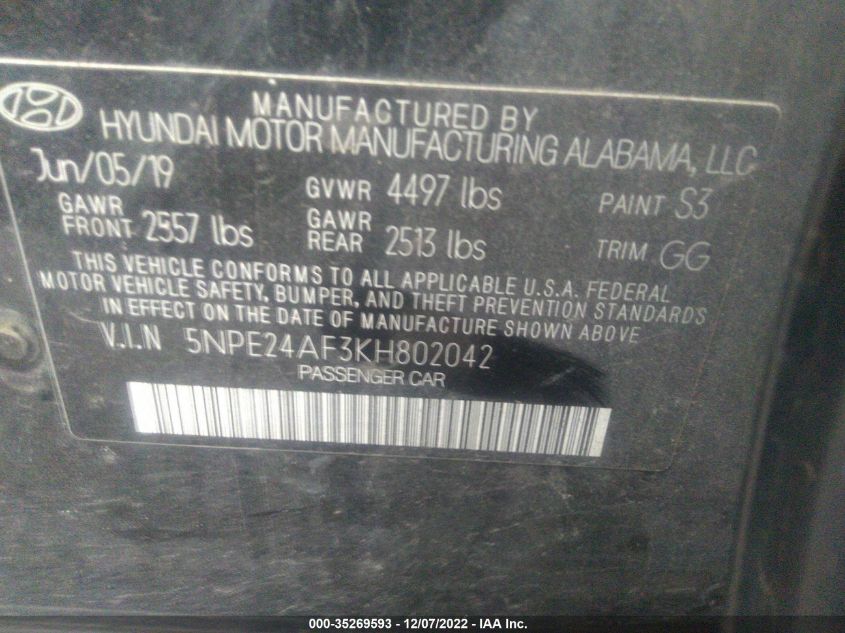 MANUFACTURED BY
HYUNDAI MOTOR MANUFACTURING ALABAMA, LLC
Jun/05/19
GVWR 4497 lbs
PAINT S3
GAWR FRONT 2557 lbs
GAWR REAR 2513 lbs
TRIM GG
THIS VEHICLE CONFORMS TO ALL APPLICABLE U.S.A. FEDERAL
MOTOR VEHICLE SAFETY, BUMPER, AND THEFT PREVENTION STANDARDS
IN EFFECT ON THE DATE OF MANUFACTURE SHOWN ABOVE
V.I.N 5NPE24AF3KH802042
PASSENGER CAR
000-35269593 - 12/07/2022 - IAA Inc.